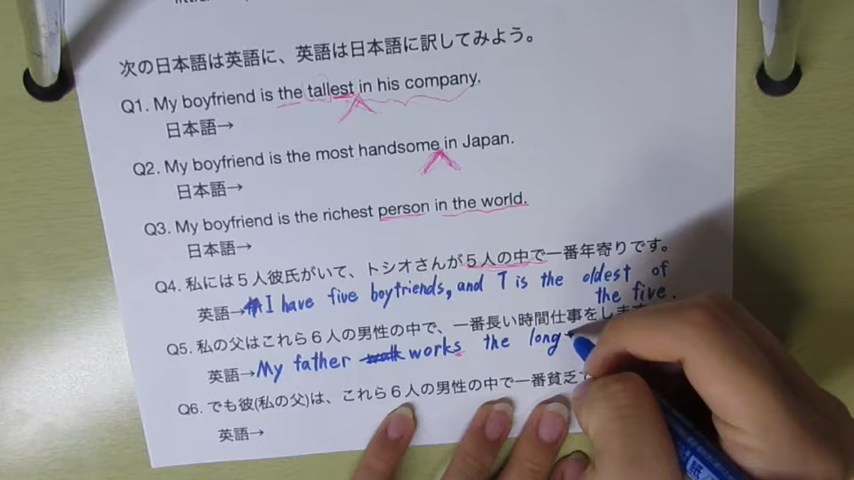 次の日本語は英語に、英語は日本語に訳してみよう。
Q1. My boyfriend is the tallest in his company.
日本語→
Q2. My boyfriend is the most handsome in Japan.
日本語→
Q3. My boyfriend is the richest person in the world.
日本語→
Q4. 私には5人彼氏がいて、トシオさんが5人の中で一番年寄りです。
英語→I have five boyfriends, and T is the oldest of
the five.
Q5. 私の父はこれら6人の男性の中で、一番長い時間仕事をします
英語→My father works the long
Q6. でも彼(私の父)は、これら6人の男性の中で一番貧乏
英語→